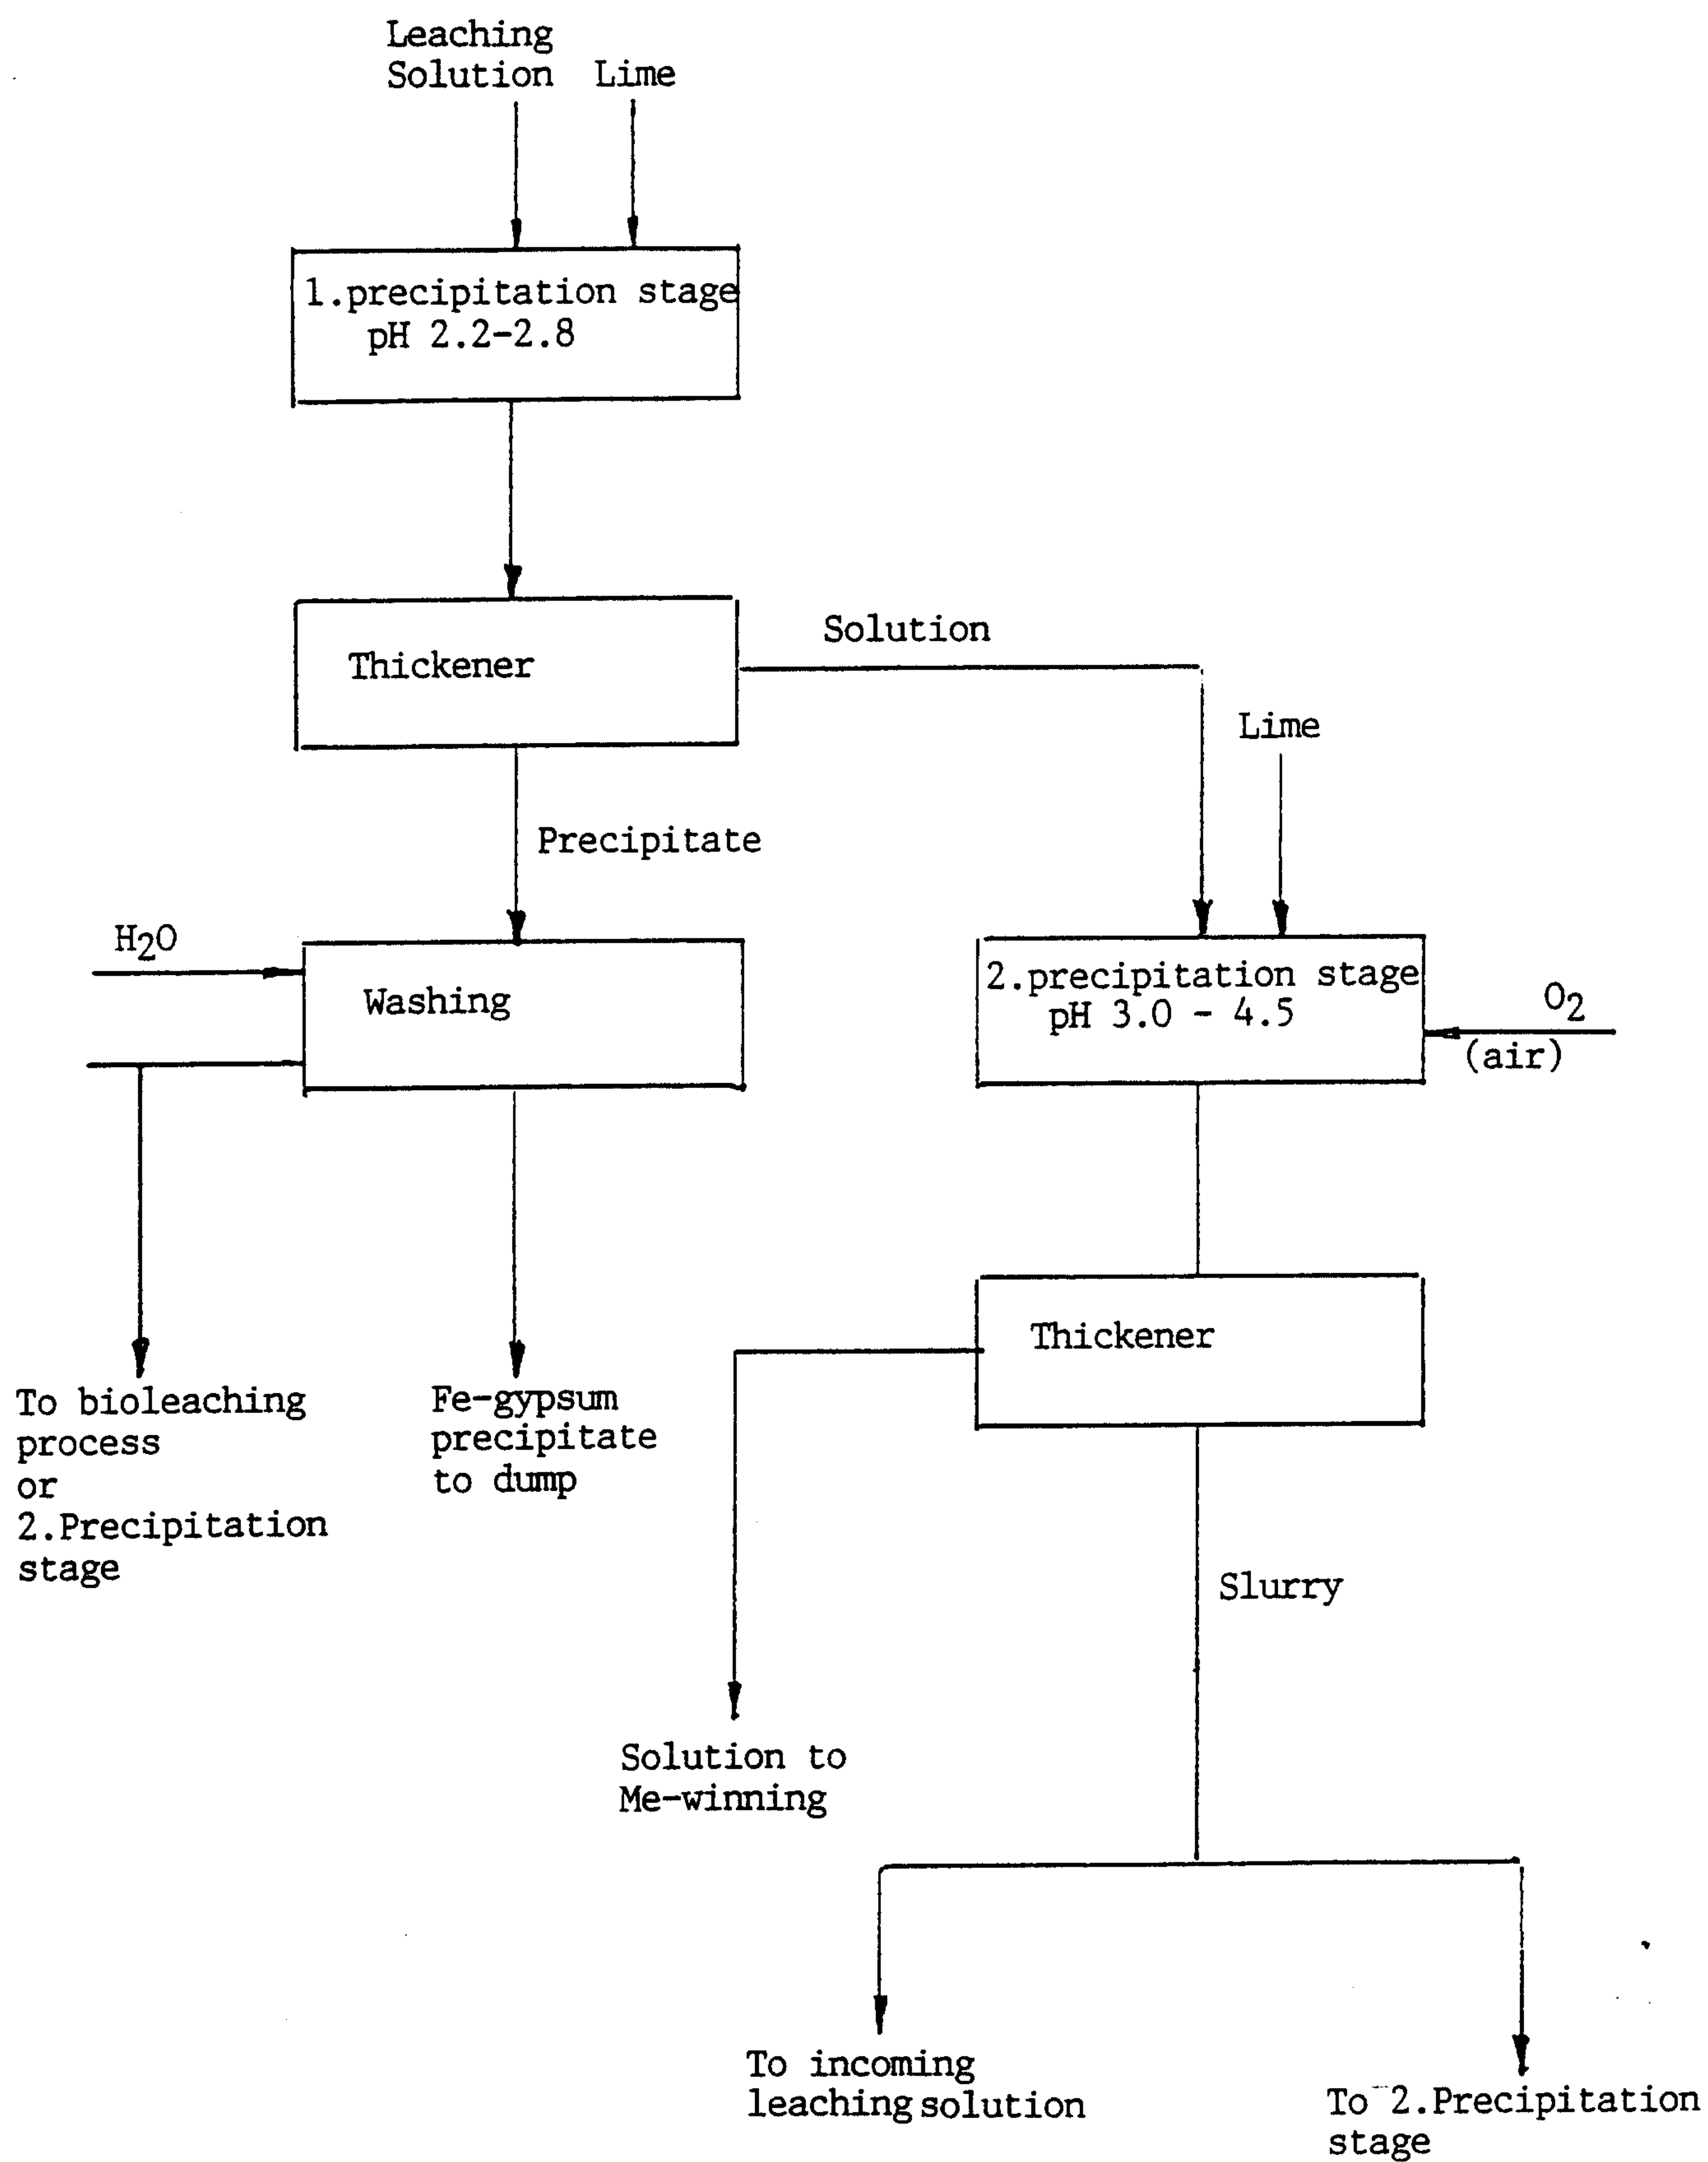 Leaching
Solution Lime
1.precipitation stage
pH 2.2-2.8
Thickener
Solution
Lime
Precipitate
H2O
Washing
2.precipitation stage
pH 3.0 - 4.5
O2
(air)
Thickener
To bioleaching
process
or
2.Precipitation
stage
Fe-gypsum
precipitate
to dump
Slurry
Solution to
Me-winning
To incoming
leaching solution
To 2.Precipitation
stage